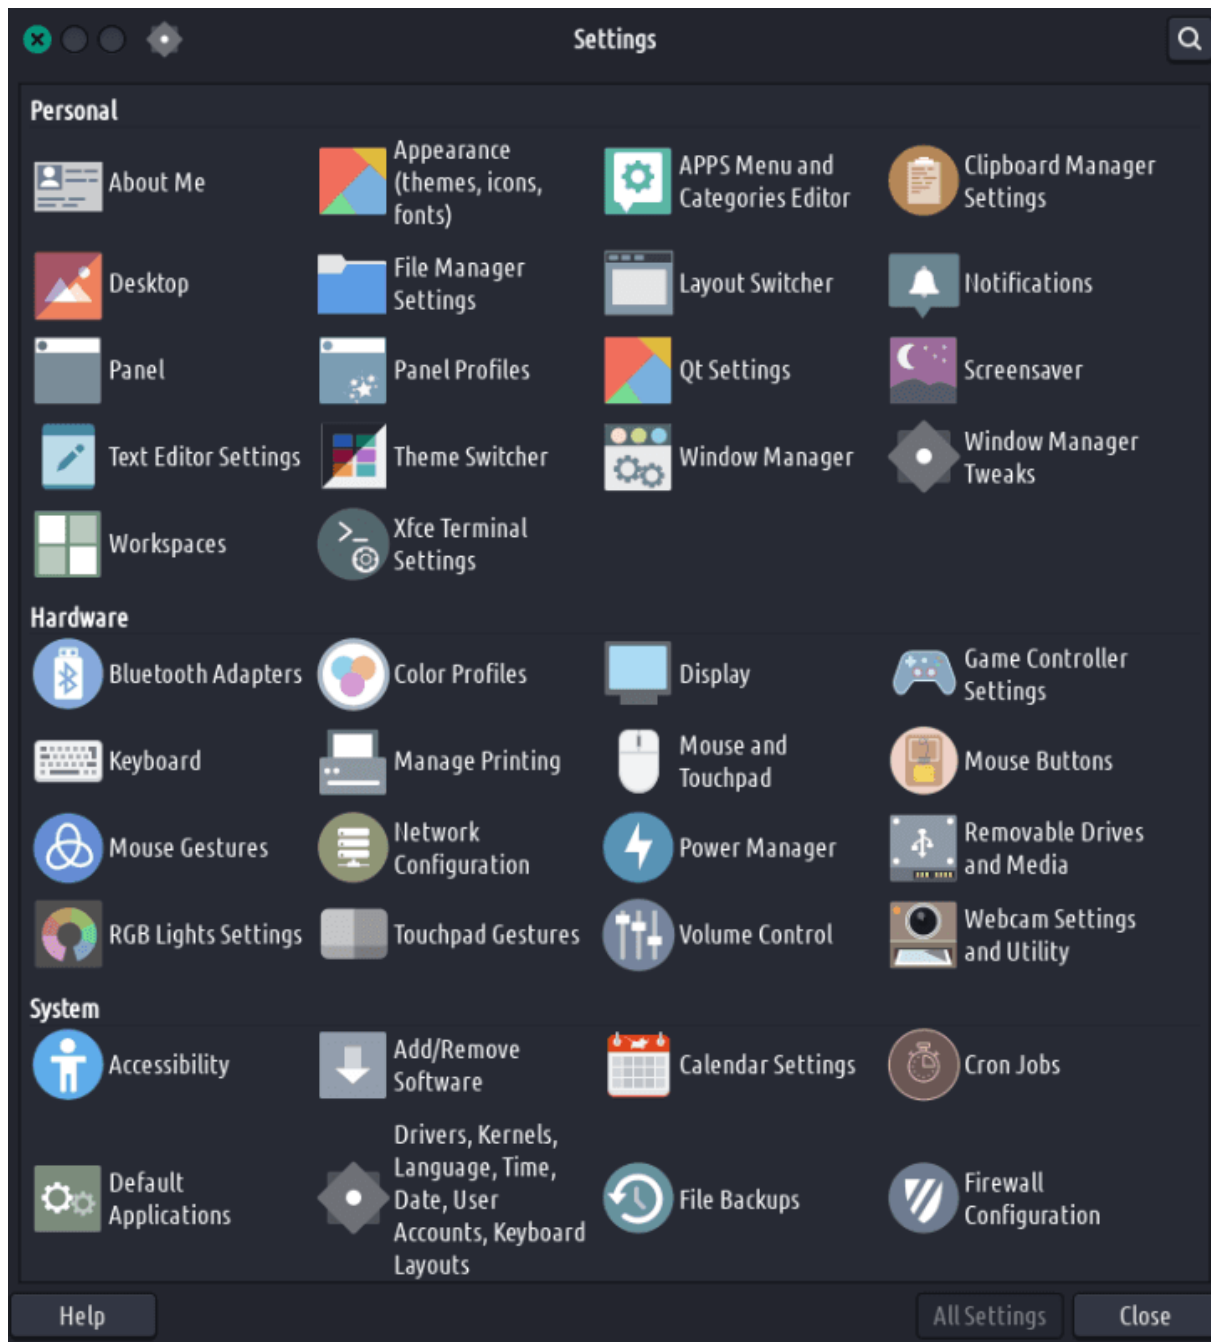 Settings
Personal
About Me
Appearance
(themes, icons,
fonts)
APPS Menu and
Categories Editor
Clipboard Manager
Settings
Desktop
File Manager
Settings
Layout Switcher
Notifications
Panel
Panel Profiles
Qt Settings
Screensaver
Text Editor Settings
Theme Switcher
Window Manager
Window Manager
Tweaks
Workspaces
Xfce Terminal
Settings
Hardware
Bluetooth Adapters
Color Profiles
Display
Game Controller
Settings
Keyboard
Manage Printing
Mouse and
Touchpad
Mouse Buttons
Mouse Gestures
Network
Configuration
Power Manager
Removable Drives
and Media
RGB Lights Settings
Touchpad Gestures
Volume Control
Webcam Settings
and Utility
System
Accessibility
Add/Remove
Software
Calendar Settings
Cron Jobs
Default
Applications
Drivers, Kernels,
Language, Time,
Date, User
Accounts, Keyboard
Layouts
File Backups
Firewall
Configuration
Help
All Settings
Close